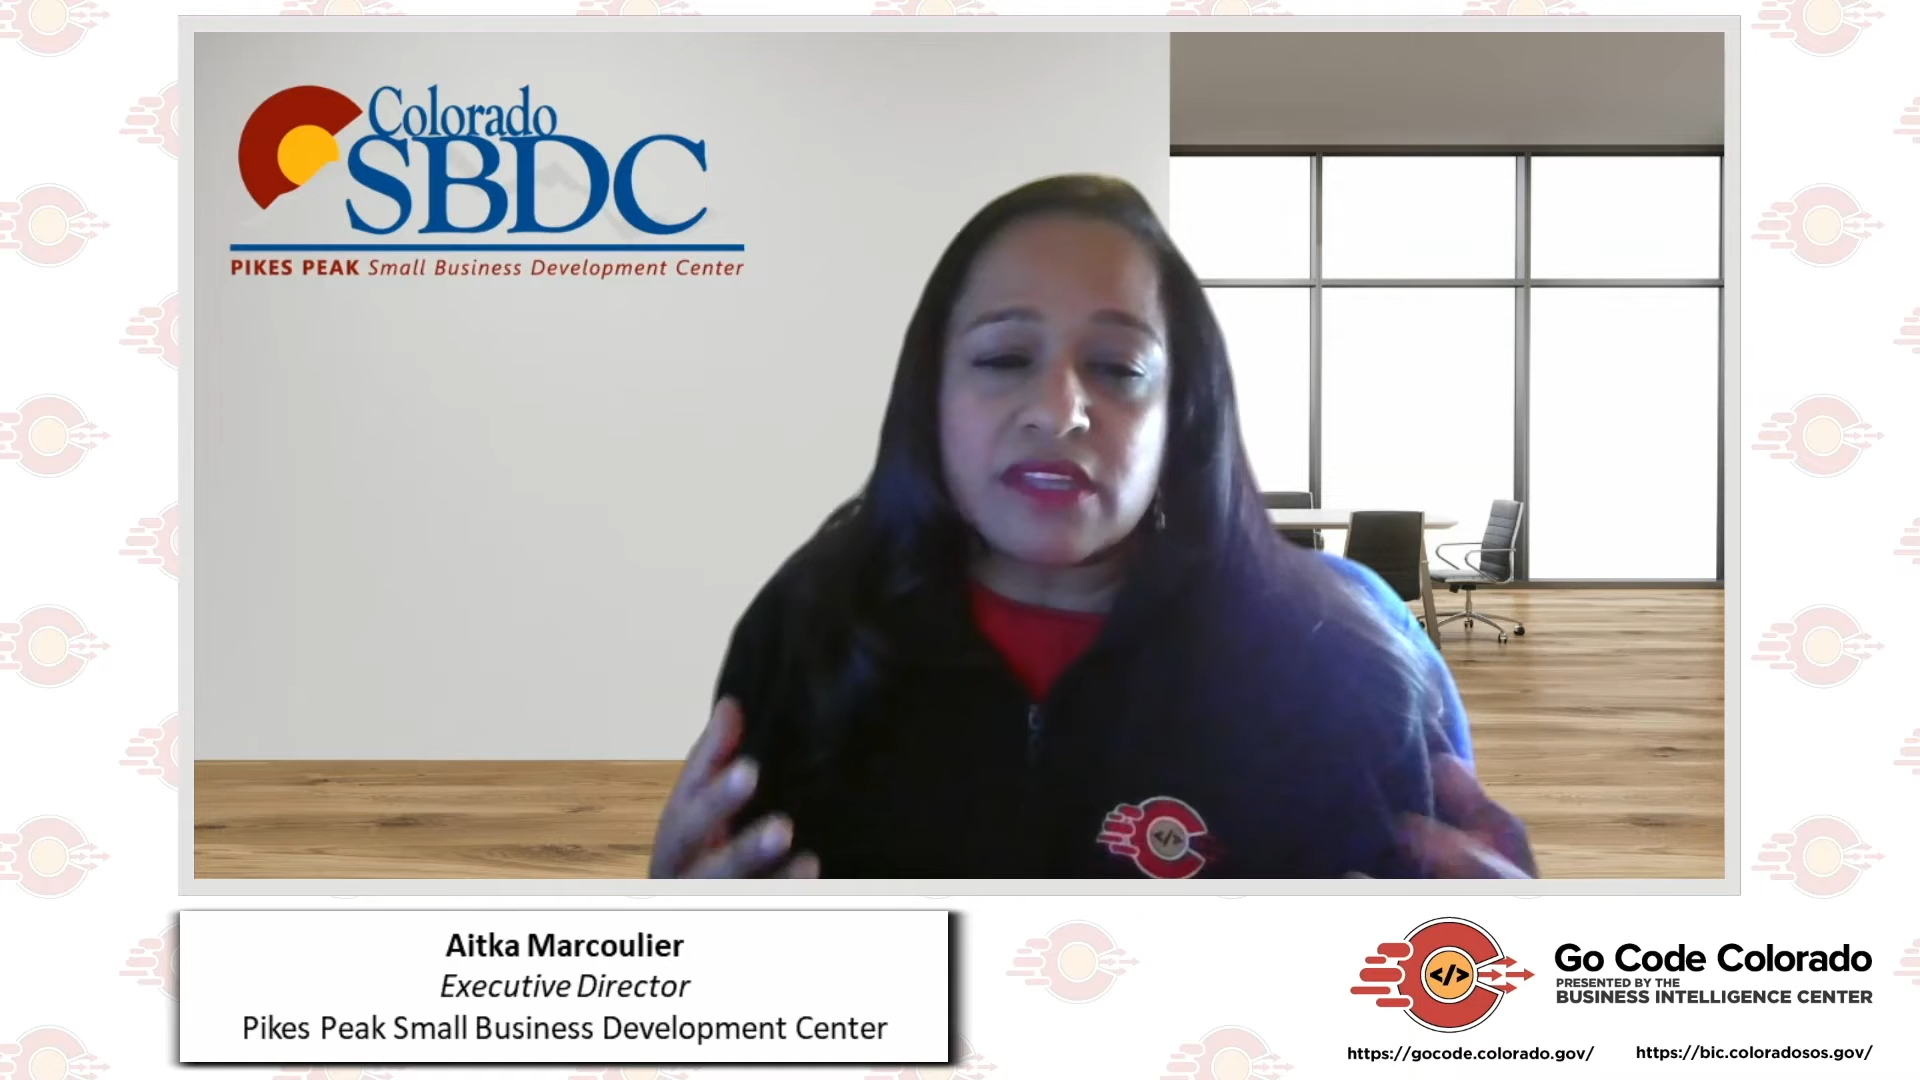 Colorado
SBDC
PIKES PEAK Small Business Development Center
</>
Aitka Marcoulier
Executive Director
Pikes Peak Small Business Development Center
</>
Go Code Colorado
PRESENTED BY THE
BUSINESS INTELLIGENCE CENTER
https://gocode.colorado.gov/ https://bic.coloradosos.gov/